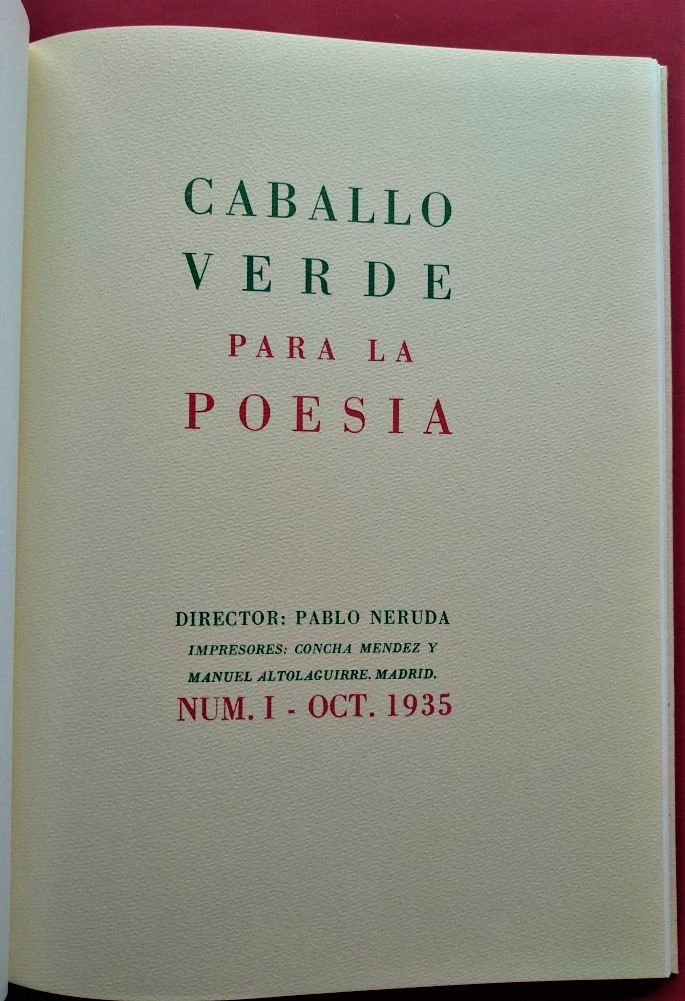 CABALLO
VERDE
PARA LA
POESIA
DIRECTOR: PABLO NERUDA
IMPRESORES: CONCHA MENDEZ Y
MANUEL ALTOLAGUIRRE. MADRID.
NUM. I - OCT. 1935